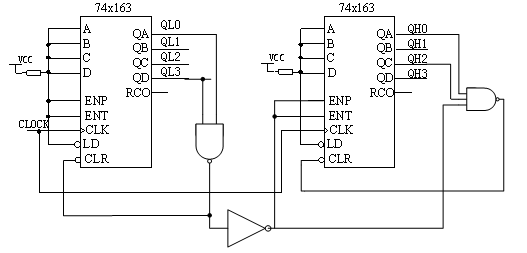 74x163
A
B
C
D
ENP
ENT
CLK
LD
CLR
QA
QB
QC
QD
RCO
QL0
QL1
QL2
QL3
VCC
CLOCK
74x163
A
B
C
D
ENP
ENT
CLK
LD
CLR
QA
QB
QC
QD
RCO
QH0
QH1
QH2
QH3
VCC